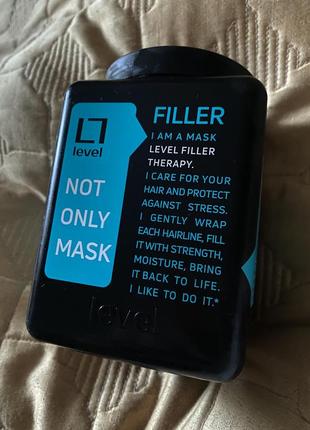 level
NOT
ONLY
MASK
FILLER
I AM A MASK
LEVEL FILLER
THERAPY.
I CARE FOR YOUR
HAIR AND PROTECT
AGAINST STRESS.
I GENTLY WRAP
EACH HAIRLINE, FILL
IT WITH STRENGTH,
MOISTURE, BRING
IT BACK TO LIFE.
I LIKE TO DO IT.*
level